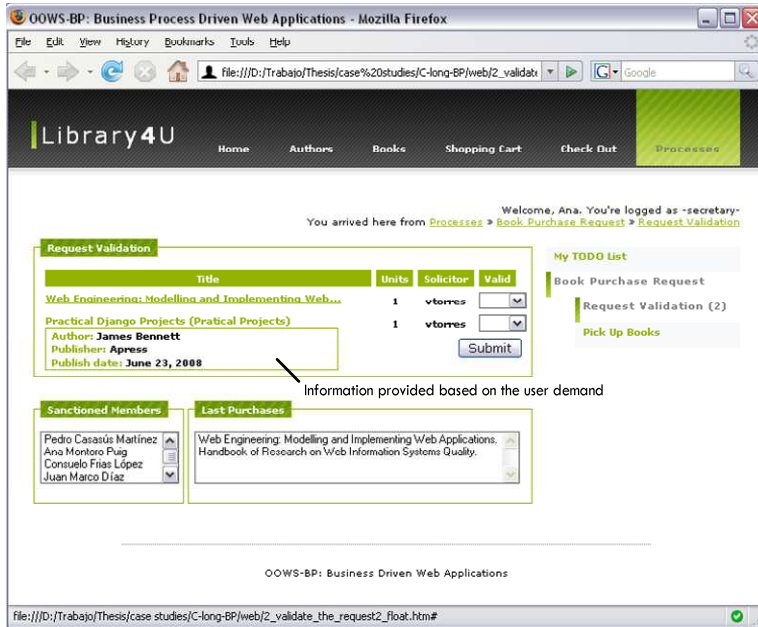 OOWS-BP: Business Process Driven Web Applications - Mozilla Firefox
File Edit View History Bookmarks Tools Help
file:///D:/Trabajo/Thesis/case%20studies/C-long-BP/web/2_validate
G Google
Library4U
Home Authors Books Shopping Cart Check Out Processes
Welcome, Ana. You're logged as -secretary-
You arrived here from Processes » Book Purchase Request » Request Validation
Request Validation
Title Units Solicitor Valid
Web Engineering: Modelling and Implementing Web... 1 vtorres
Practical Django Projects (Pratical Projects) 1 vtorres
Author: James Bennett
Publisher: Apress
Publish date: June 23, 2008
Submit
My TODO List
Book Purchase Request
Request Validation (2)
Pick Up Books
Information provided based on the user demand
Sanctioned Members
Pedro Casasús Martínez
Ana Montoro Puig
Consuelo Frias López
Juan Marco Díaz
Last Purchases
Web Engineering: Modelling and Implementing Web Applications.
Handbook of Research on Web Information Systems Quality.
OOWS-BP: Business Driven Web Applications
file:///D:/Trabajo/Thesis/case studies/C-long-BP/web/2_validate_the_request2_float.htm#